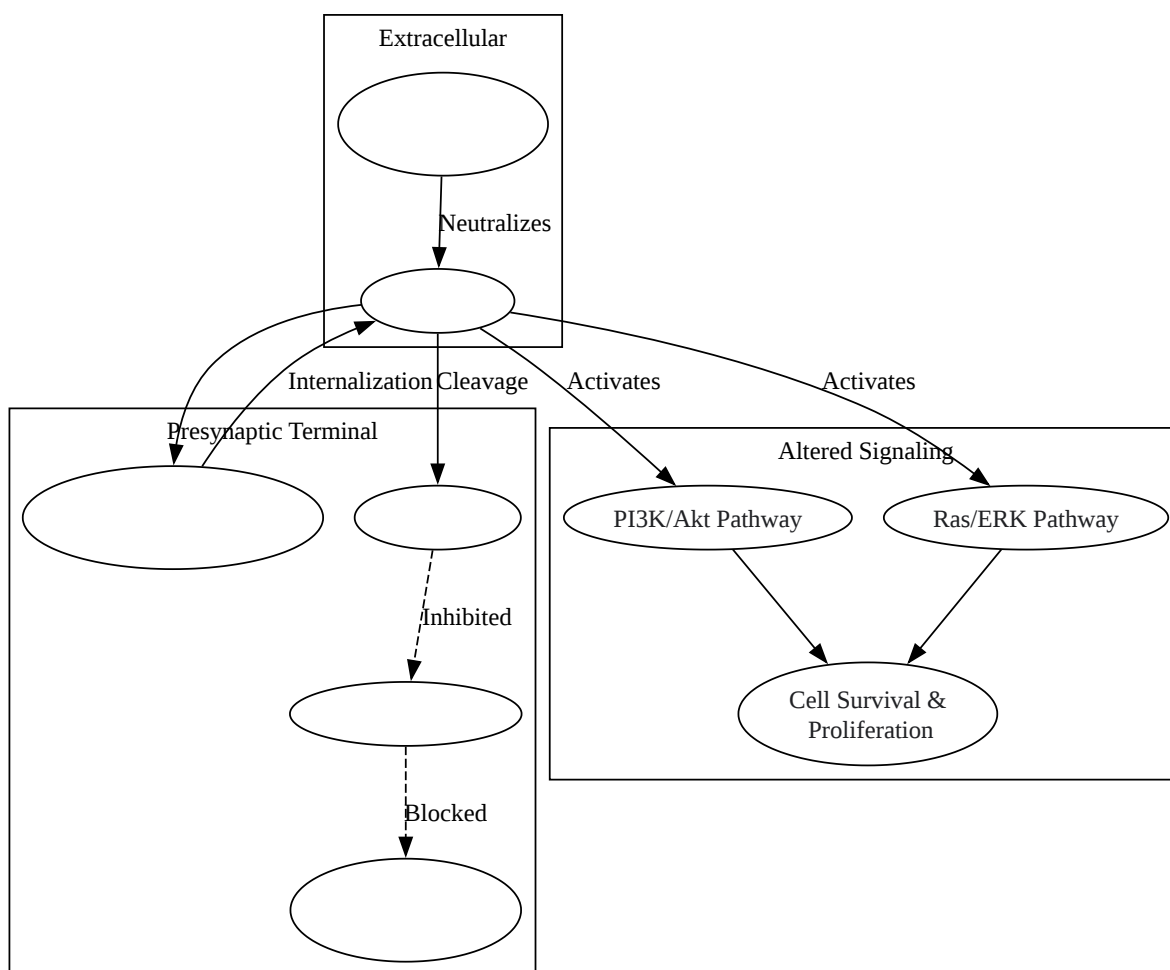 Extracellular
Neutralizes
Internalization
Cleavage
Activates
Activates
Presynaptic Terminal
Altered Signaling
PI3K/Akt Pathway
Ras/ERK Pathway
Inhibited
Cell Survival &
Proliferation
Blocked